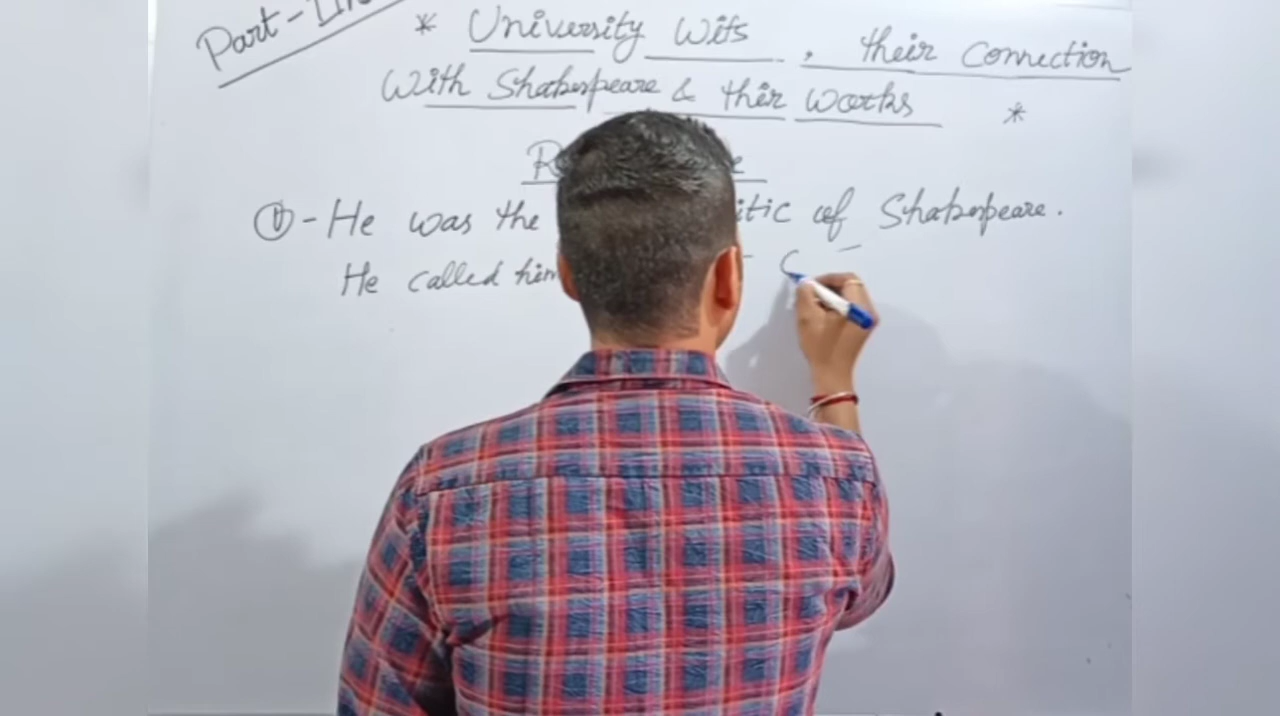 Part-
* University Wits, their Connection
With Shakespeare & their Works *
①-He was the itic of Shakespeare.
He called him